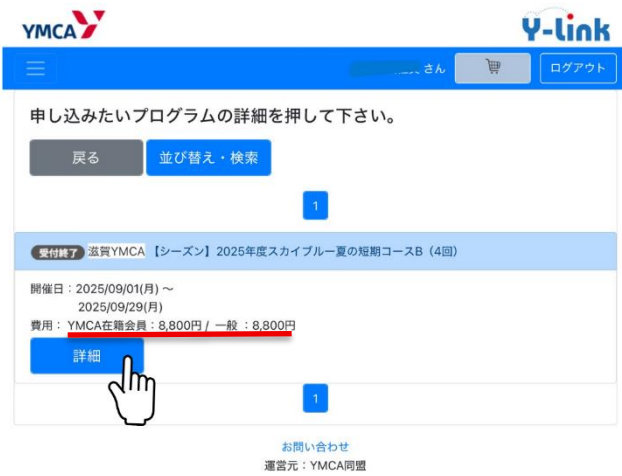 YMCA
Y-Link
さん
ログアウト
申し込みたいプログラムの詳細を押して下さい。
戻る
並び替え・検索
1
受付終了 滋賀YMCA 【シーズン】2025年度スカイブルー夏の短期コースB（4回）
開催日：2025/09/01(月) ～
2025/09/29(月)
費用： YMCA在籍会員：8,800円 / 一般 ：8,800円
詳細
1
お問い合わせ
運営元：YMCA同盟